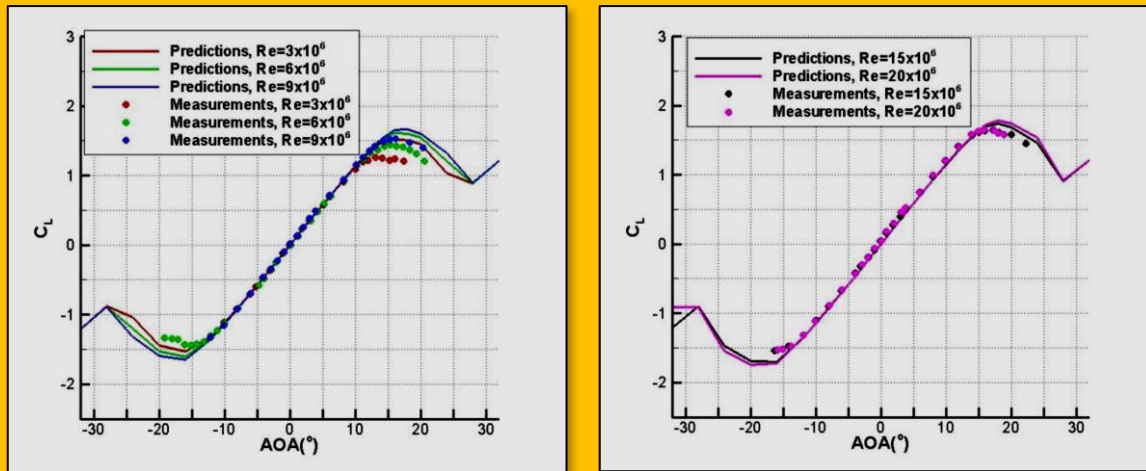 3
Predictions, Re=3x10⁶
Predictions, Re=6x10⁶
Predictions, Re=9x10⁶
Measurements, Re=3x10⁶
Measurements, Re=6x10⁶
Measurements, Re=9x10⁶
2
1
0
-1
-2
C_L
-30 -20 -10 0 10 20 30
AOA(°)
3
Predictions, Re=15x10⁶
Predictions, Re=20x10⁶
Measurements, Re=15x10⁶
Measurements, Re=20x10⁶
2
1
0
-1
-2
C_L
-30 -20 -10 0 10 20 30
AOA(°)